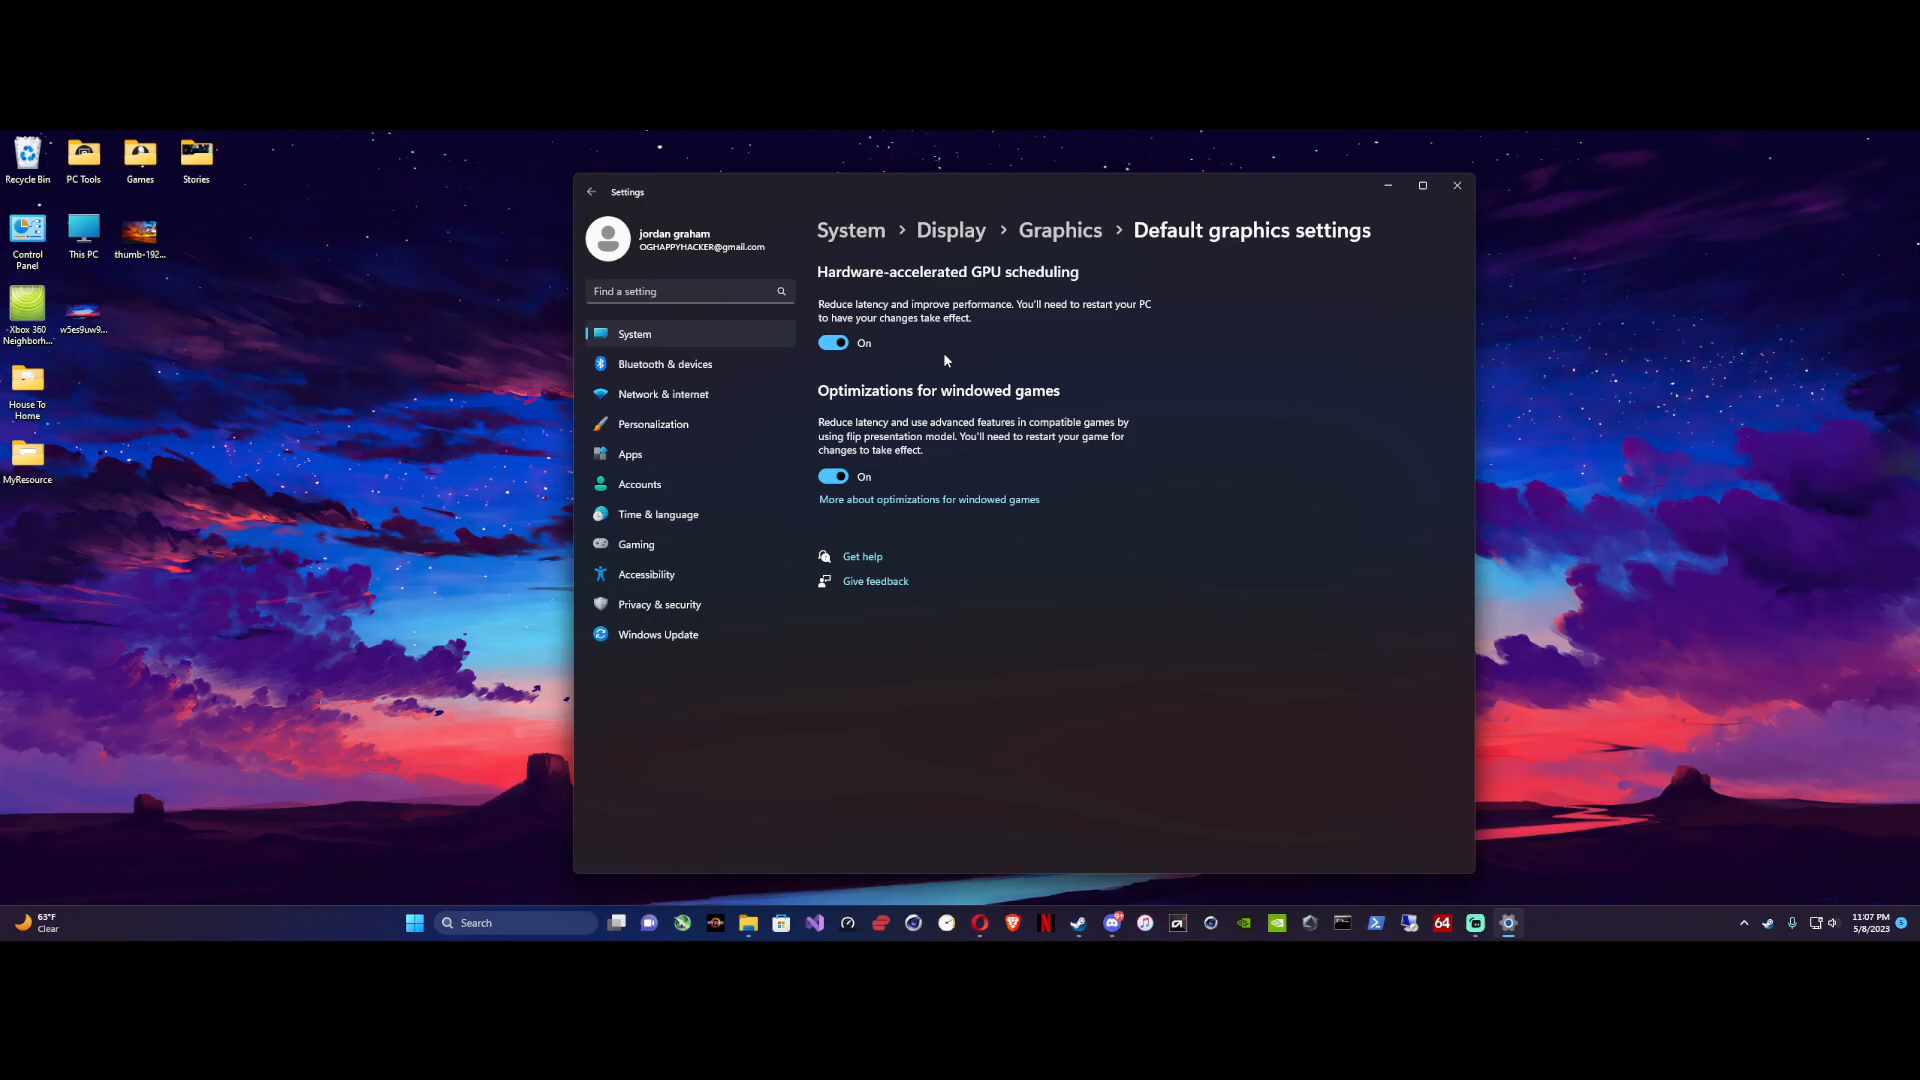 Recycle Bin
PC Tools
Games
Stories
Control
Panel
This PC
thumb-192...
Xbox 360
Neighborh...
w5es9uw9...
House To
Home
MyResource
Settings
jordan graham
OGHAPPYHACKER@gmail.com
Find a setting
System
Bluetooth & devices
Network & internet
Personalization
Apps
Accounts
Time & language
Gaming
Accessibility
Privacy & security
Windows Update
System > Display > Graphics > Default graphics settings
Hardware-accelerated GPU scheduling
Reduce latency and improve performance. You'll need to restart your PC
to have your changes take effect.
On
Optimizations for windowed games
Reduce latency and use advanced features in compatible games by
using flip presentation model. You'll need to restart your game for
changes to take effect.
On
More about optimizations for windowed games
Get help
Give feedback
63°F
Clear
Search
N
9+
64
11:07 PM
5/8/2023
5